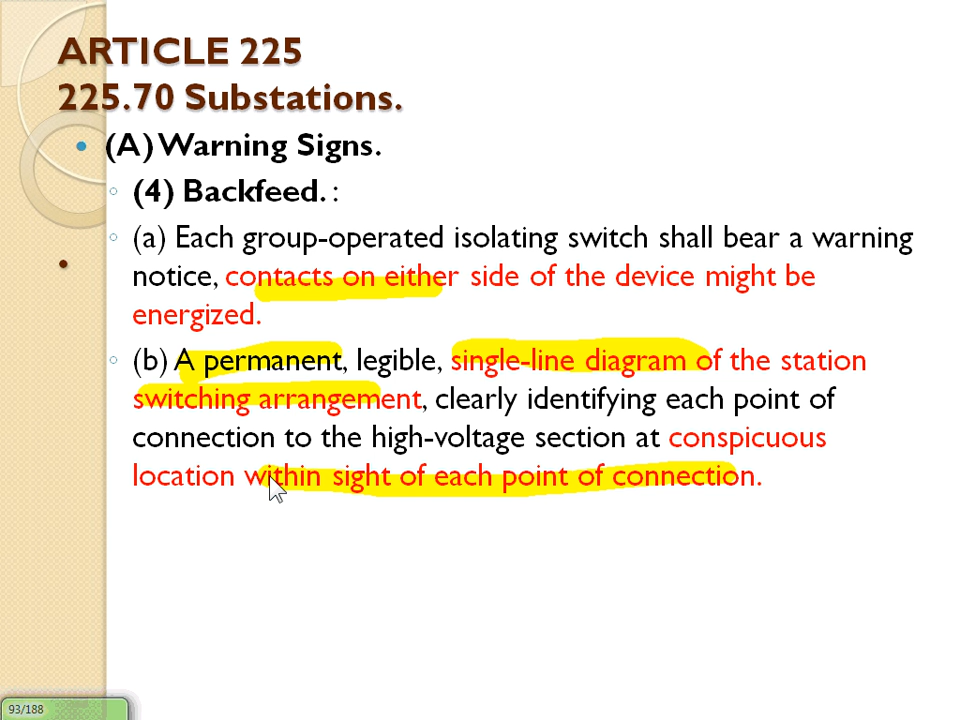 ARTICLE 225
225.70 Substations.
• (A) Warning Signs.
◦ (4) Backfeed. :
◦ (a) Each group-operated isolating switch shall bear a warning
notice, contacts on either side of the device might be
energized.
•
◦ (b) A permanent, legible, single-line diagram of the station
switching arrangement, clearly identifying each point of
connection to the high-voltage section at conspicuous
location within sight of each point of connection.
93/188